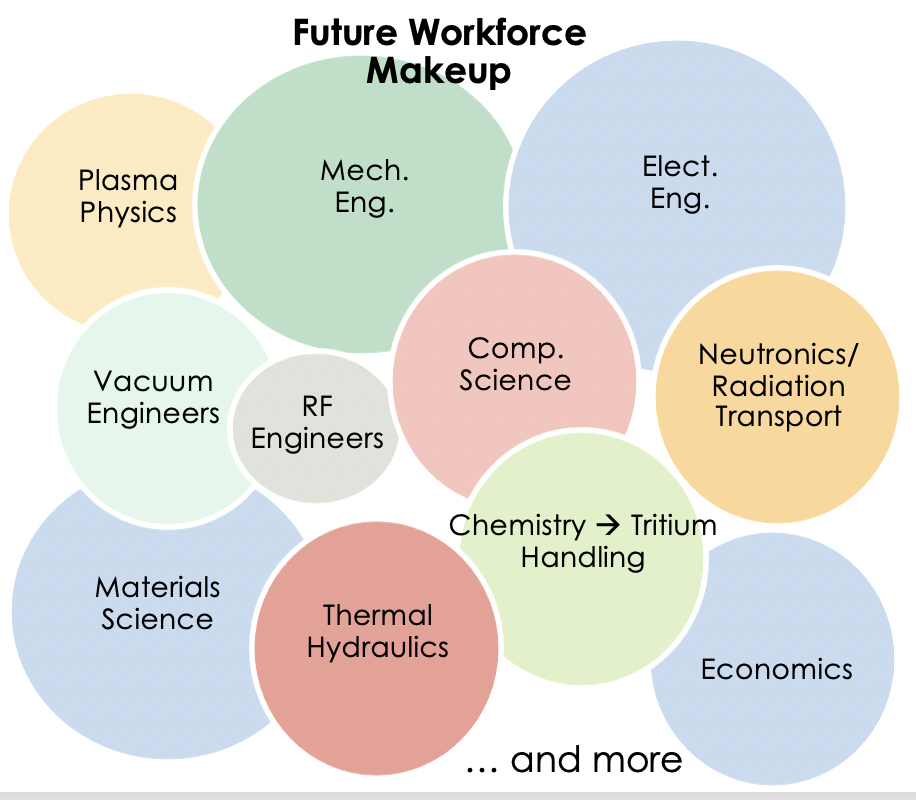 Future Workforce
Makeup
Plasma
Physics
Mech.
Eng.
Elect.
Eng.
Vacuum
Engineers
RF
Engineers
Comp.
Science
Neutronics/
Radiation
Transport
Chemistry → Tritium
Handling
Materials
Science
Thermal
Hydraulics
Economics
... and more